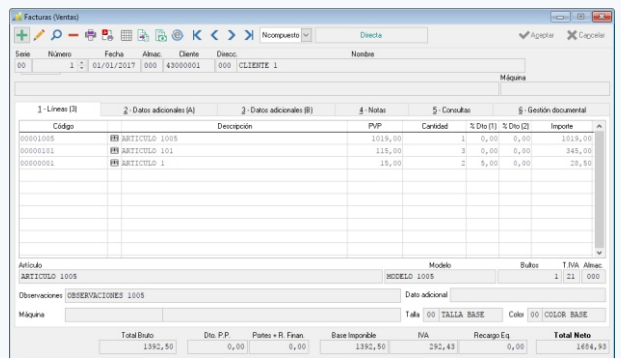 Facturas (Ventas)
Ncompuesto Directa Aceptar Cancelar
Serie Número Fecha Almac. Cliente Direcc. Nombre
00 1 01/01/2017 000 43000001 000 CLIENTE 1
Máquina
1 - Líneas (3) 2 - Datos adicionales (A) 3 - Datos adicionales (B) 4 - Notas 5 - Consultas 6 - Gestión documental
Código Descripción PVP Cantidad % Dto (1) % Dto (2) Importe
00001005 ARTICULO 1005 1019,00 1 0,00 0,00 1019,00
00000101 ARTICULO 101 115,00 3 0,00 0,00 345,00
00000001 ARTICULO 1 15,00 2 5,00 0,00 28,50
Artículo Modelo Bultos T.IVA Almac.
ARTICULO 1005 MODELO 1005 1 21 000
Observaciones OBSERVACIONES 1005 Dato adicional
Máquina Talla 00 TALLA BASE Color 00 COLOR BASE
Total Bruto Dto. P.P. Portes + R. Finan. Base Imponible IVA Recargo Eq. Total Neto
1392,50 0,00 0,00 1392,50 292,43 0,00 1684,93